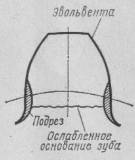 Эвольвента
Подрез
Ослабленное
основание зуба